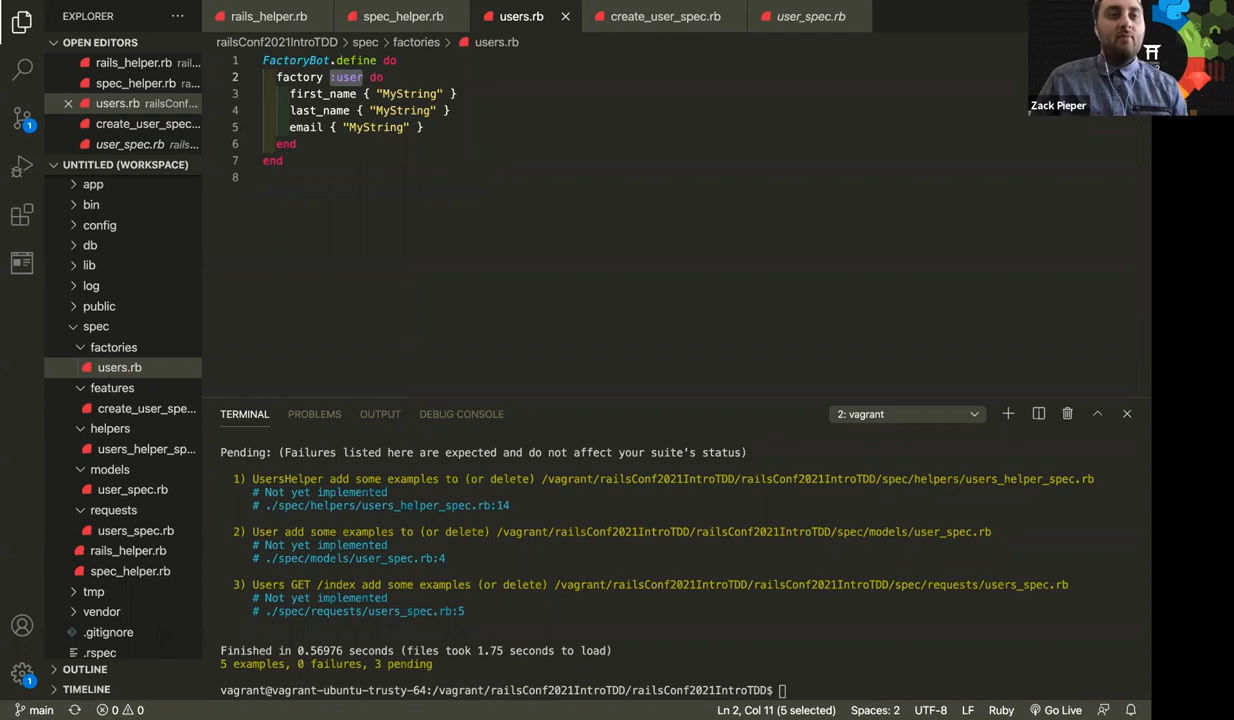 EXPLORER
OPEN EDITORS
rails_helper.rb rail...
spec_helper.rb ra...
users.rb railsConf...
create_user_spec...
user_spec.rb rails...
UNTITLED (WORKSPACE)
app
bin
config
db
lib
log
public
spec
factories
users.rb
features
create_user_spe...
helpers
users_helper_sp...
models
user_spec.rb
requests
users_spec.rb
rails_helper.rb
spec_helper.rb
tmp
vendor
.gitignore
.rspec
OUTLINE
TIMELINE
1
1
rails_helper.rb spec_helper.rb users.rb create_user_spec.rb user_spec.rb
railsConf2021IntroTDD > spec > factories > users.rb
1 FactoryBot.define do
2 factory :user do
3 first_name { "MyString" }
4 last_name { "MyString" }
5 email { "MyString" }
6 end
7 end
8
Zack Pieper
TERMINAL PROBLEMS OUTPUT DEBUG CONSOLE 2: vagrant
Pending: (Failures listed here are expected and do not affect your suite's status)
1) UsersHelper add some examples to (or delete) /vagrant/railsConf2021IntroTDD/railsConf2021IntroTDD/spec/helpers/users_helper_spec.rb
# Not yet implemented
# ./spec/helpers/users_helper_spec.rb:14
2) User add some examples to (or delete) /vagrant/railsConf2021IntroTDD/railsConf2021IntroTDD/spec/models/user_spec.rb
# Not yet implemented
# ./spec/models/user_spec.rb:4
3) Users GET /index add some examples (or delete) /vagrant/railsConf2021IntroTDD/railsConf2021IntroTDD/spec/requests/users_spec.rb
# Not yet implemented
# ./spec/requests/users_spec.rb:5
Finished in 0.56976 seconds (files took 1.75 seconds to load)
5 examples, 0 failures, 3 pending
vagrant@vagrant-ubuntu-trusty-64:/vagrant/railsConf2021IntroTDD/railsConf2021IntroTDD$
main 0 0 Ln 2, Col 11 (5 selected) Spaces: 2 UTF-8 LF Ruby Go Live